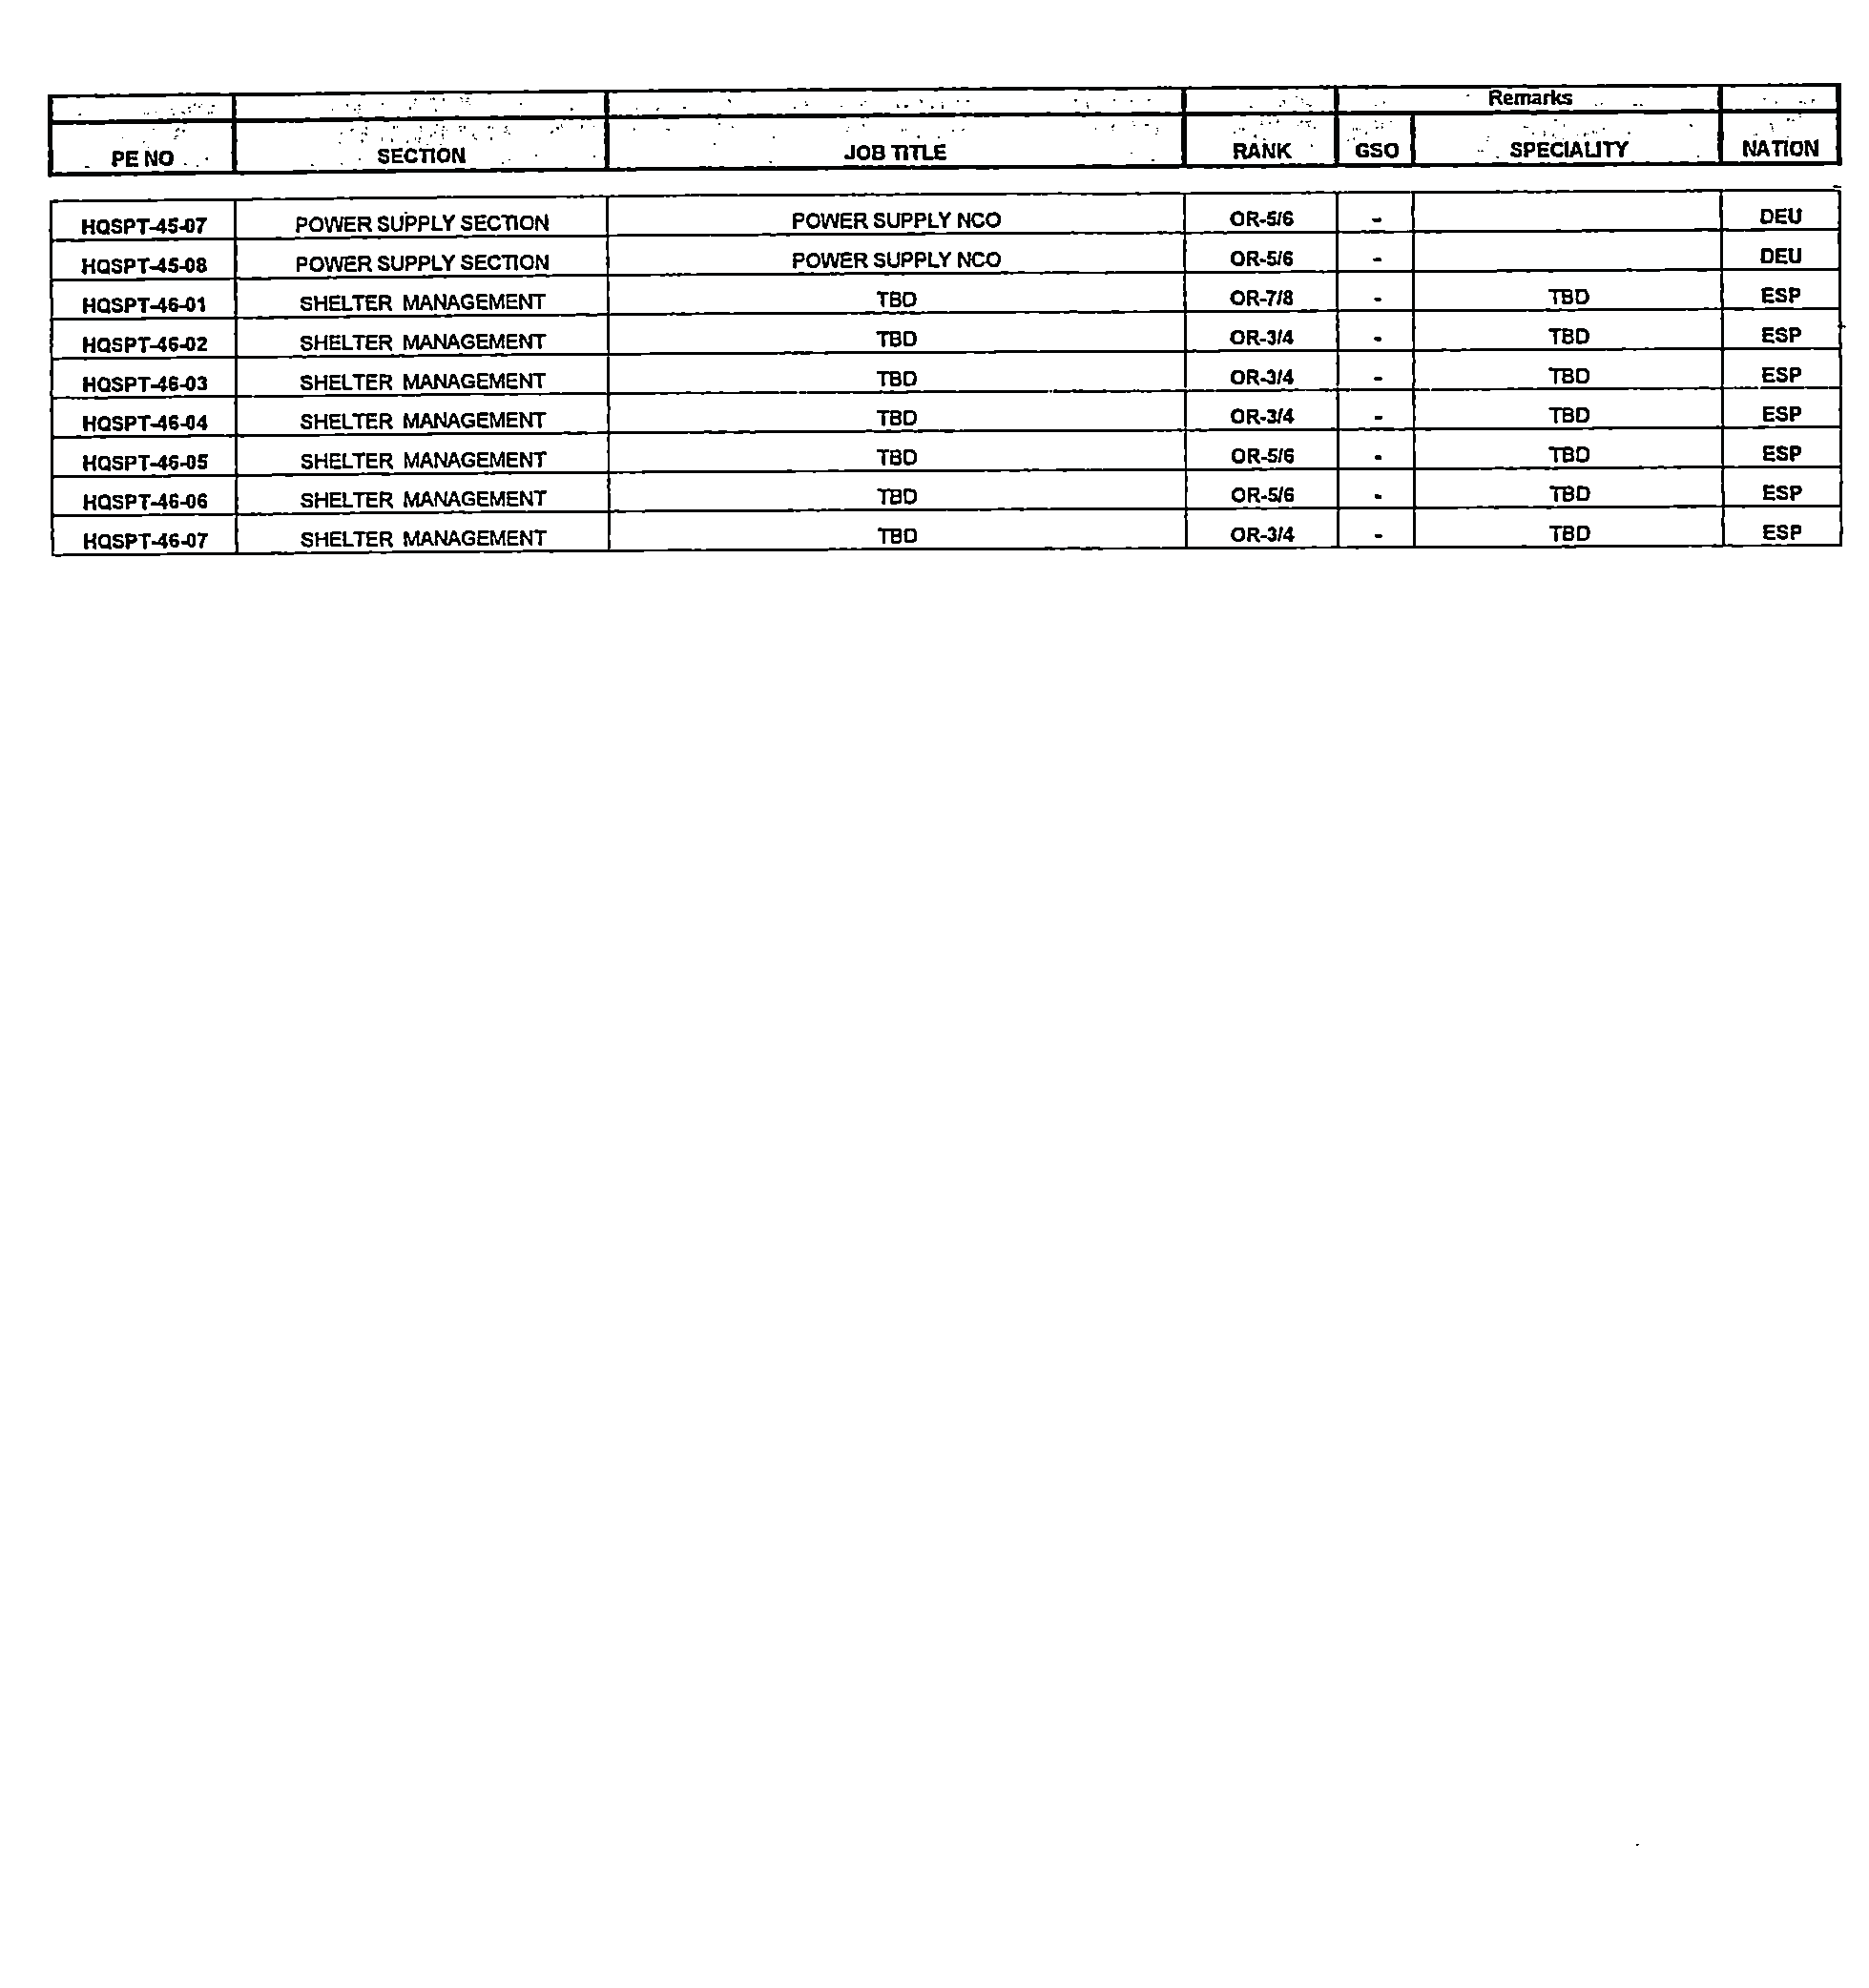 Remarks
PE NO SECTION JOB TITLE RANK GSO SPECIALITY NATION
HQSPT-45-07 POWER SUPPLY SECTION POWER SUPPLY NCO OR-5/6 - DEU
HQSPT-45-08 POWER SUPPLY SECTION POWER SUPPLY NCO OR-5/6 - DEU
HQSPT-46-01 SHELTER MANAGEMENT TBD OR-7/8 - TBD ESP
HQSPT-46-02 SHELTER MANAGEMENT TBD OR-3/4 - TBD ESP
HQSPT-46-03 SHELTER MANAGEMENT TBD OR-3/4 - TBD ESP
HQSPT-46-04 SHELTER MANAGEMENT TBD OR-3/4 - TBD ESP
HQSPT-46-05 SHELTER MANAGEMENT TBD OR-5/6 - TBD ESP
HQSPT-46-06 SHELTER MANAGEMENT TBD OR-5/6 - TBD ESP
HQSPT-46-07 SHELTER MANAGEMENT TBD OR-3/4 - TBD ESP